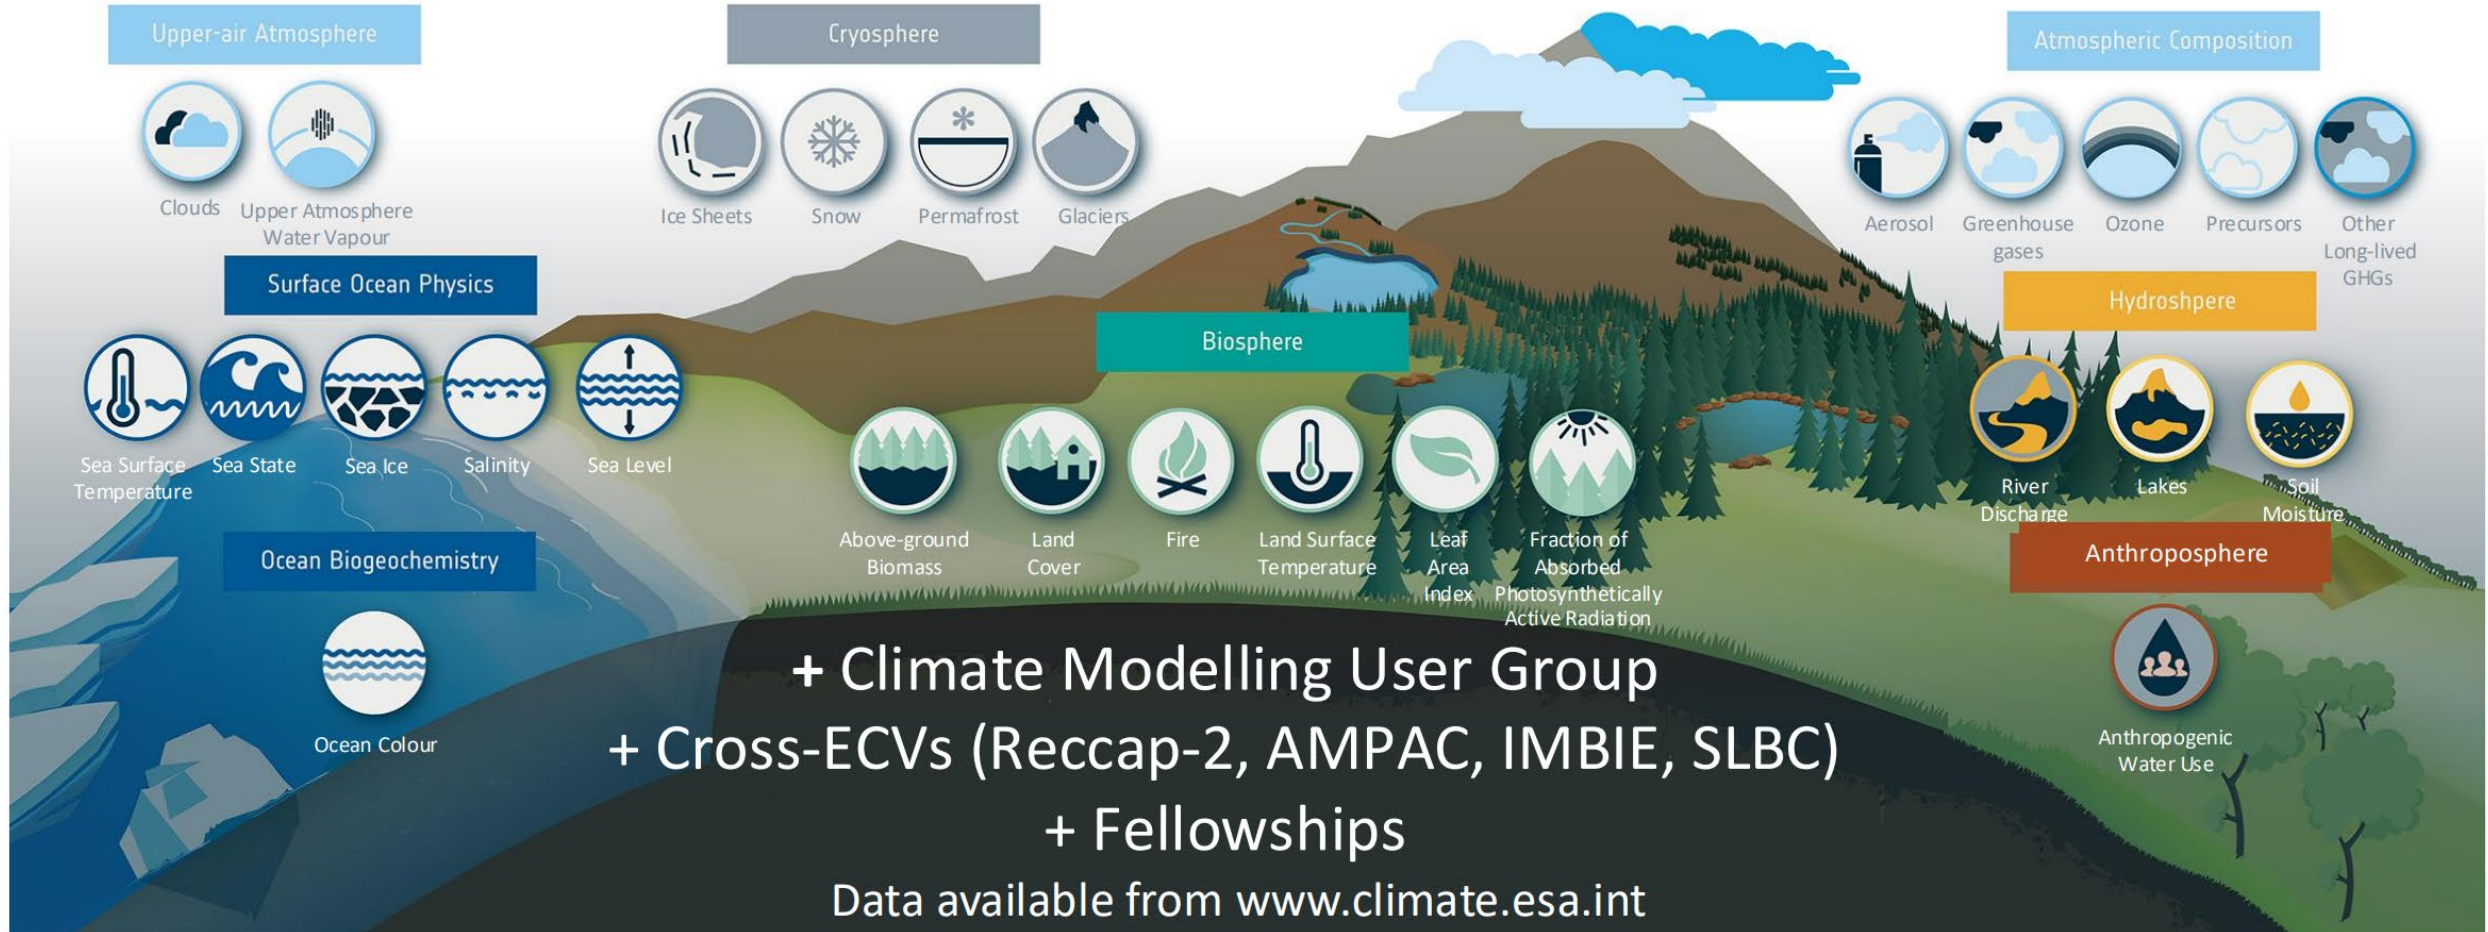 Upper-air Atmosphere
Clouds
Upper Atmosphere
Water Vapour
Cryosphere
Ice Sheets
Snow
Permafrost
Glaciers
Atmospheric Composition
Aerosol
Greenhouse
gases
Ozone
Precursors
Other
Long-lived
GHGs
Surface Ocean Physics
Sea Surface
Temperature
Sea State
Sea Ice
Salinity
Sea Level
Biosphere
Above-ground
Biomass
Land
Cover
Fire
Land Surface
Temperature
Leaf
Area
Index
Fraction of
Absorbed
Photosynthetically
Active Radiation
Hydroshpere
River
Discharge
Lakes
Soil
Moisture
Ocean Biogeochemistry
Ocean Colour
Anthroposphere
Anthropogenic
Water Use
+ Climate Modelling User Group
+ Cross-ECVs (Reccap-2, AMPAC, IMBIE, SLBC)
+ Fellowships
Data available from www.climate.esa.int